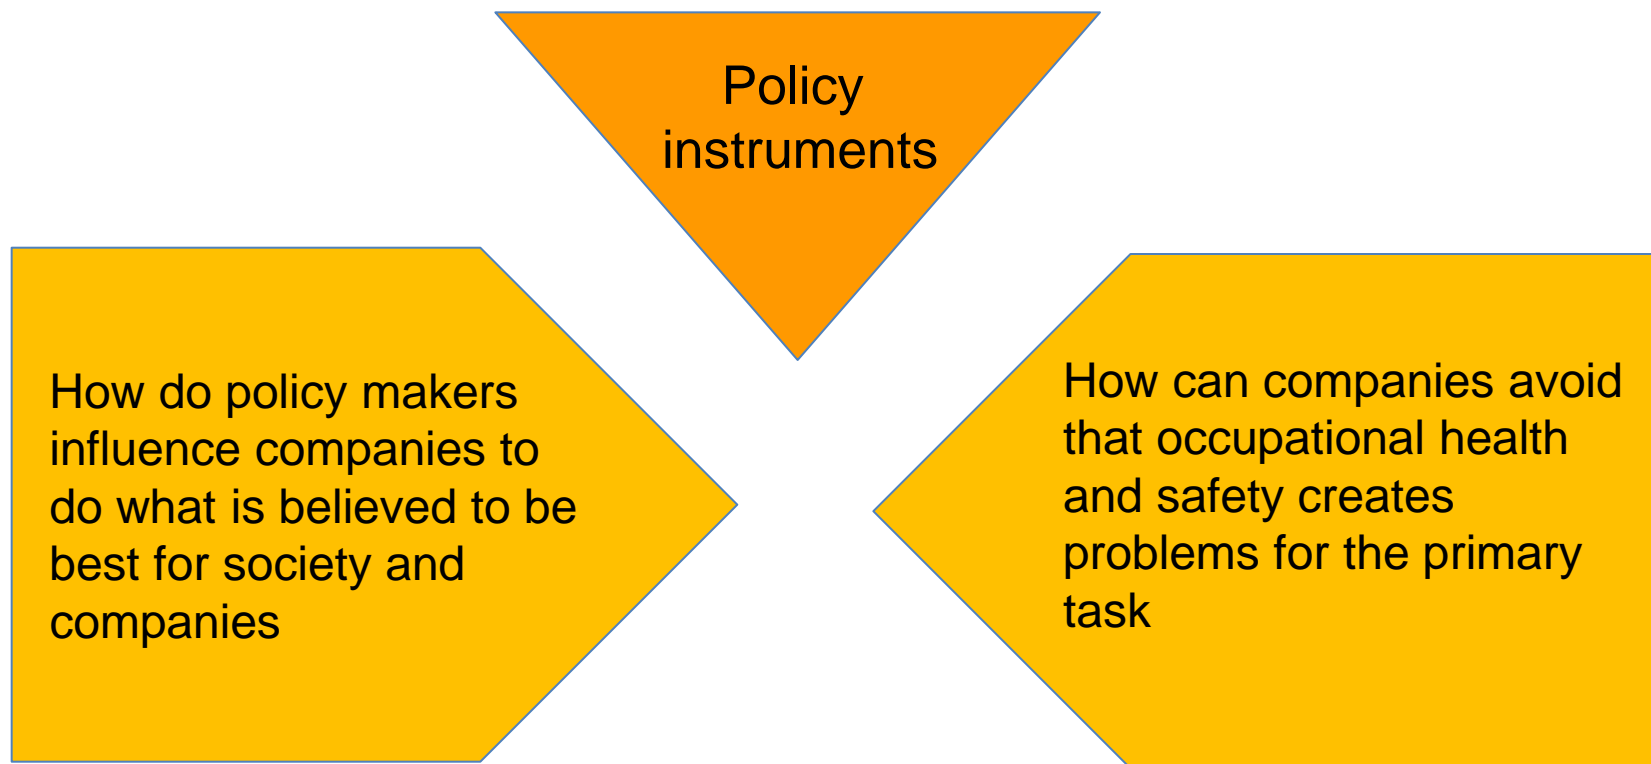 Policy
instruments
How do policy makers
influence companies to
do what is believed to be
best for society and
companies
How can companies avoid
that occupational health
and safety creates
problems for the primary
task